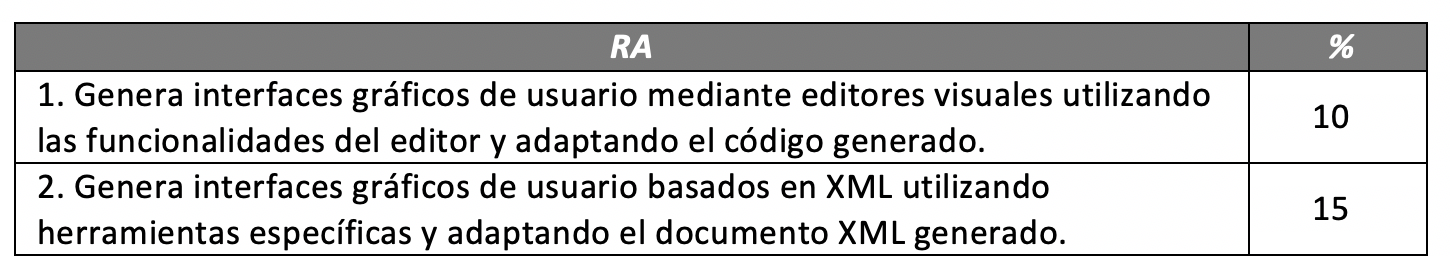 RA %
1. Genera interfaces gráficos de usuario mediante editores visuales utilizando
las funcionalidades del editor y adaptando el código generado.
10
2. Genera interfaces gráficos de usuario basados en XML utilizando
herramientas específicas y adaptando el documento XML generado.
15